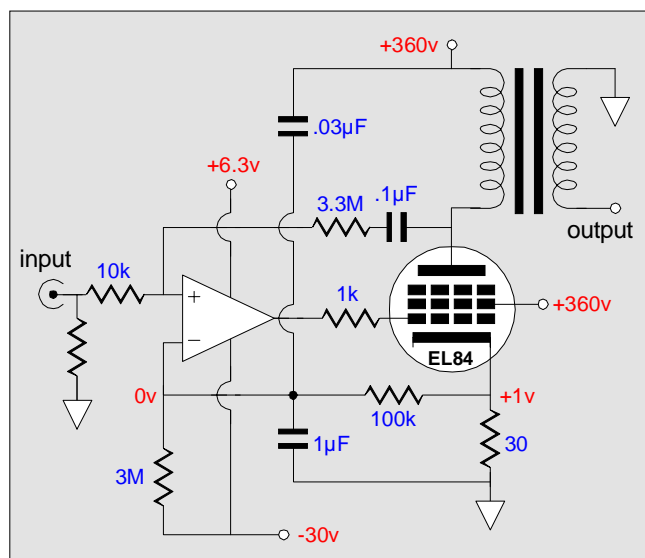 +360v
.03µF
+6.3v
.1µF
3.3M
output
input
10k
+
1k
+360v
−
EL84
0v
+1v
100k
1µF
30
3M
-30v